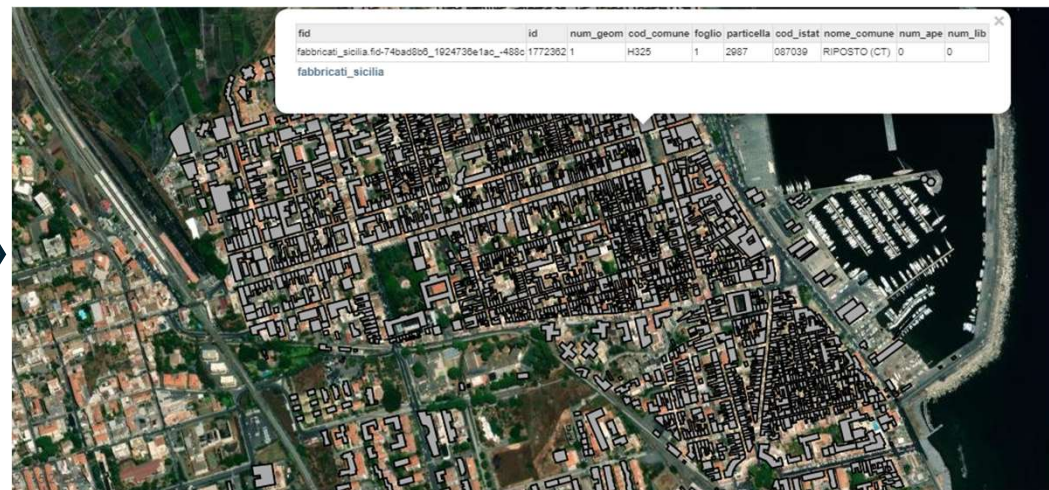 fid id num_geom cod_comune foglio particella cod_istat nome_comune num_ape num_lib
fabbricati_sicilia.fid-74bad8b6_1924736e1ac_-488c 1772362 1 H325 1 2987 087039 RIPOSTO (CT) 0 0
fabbricati_sicilia